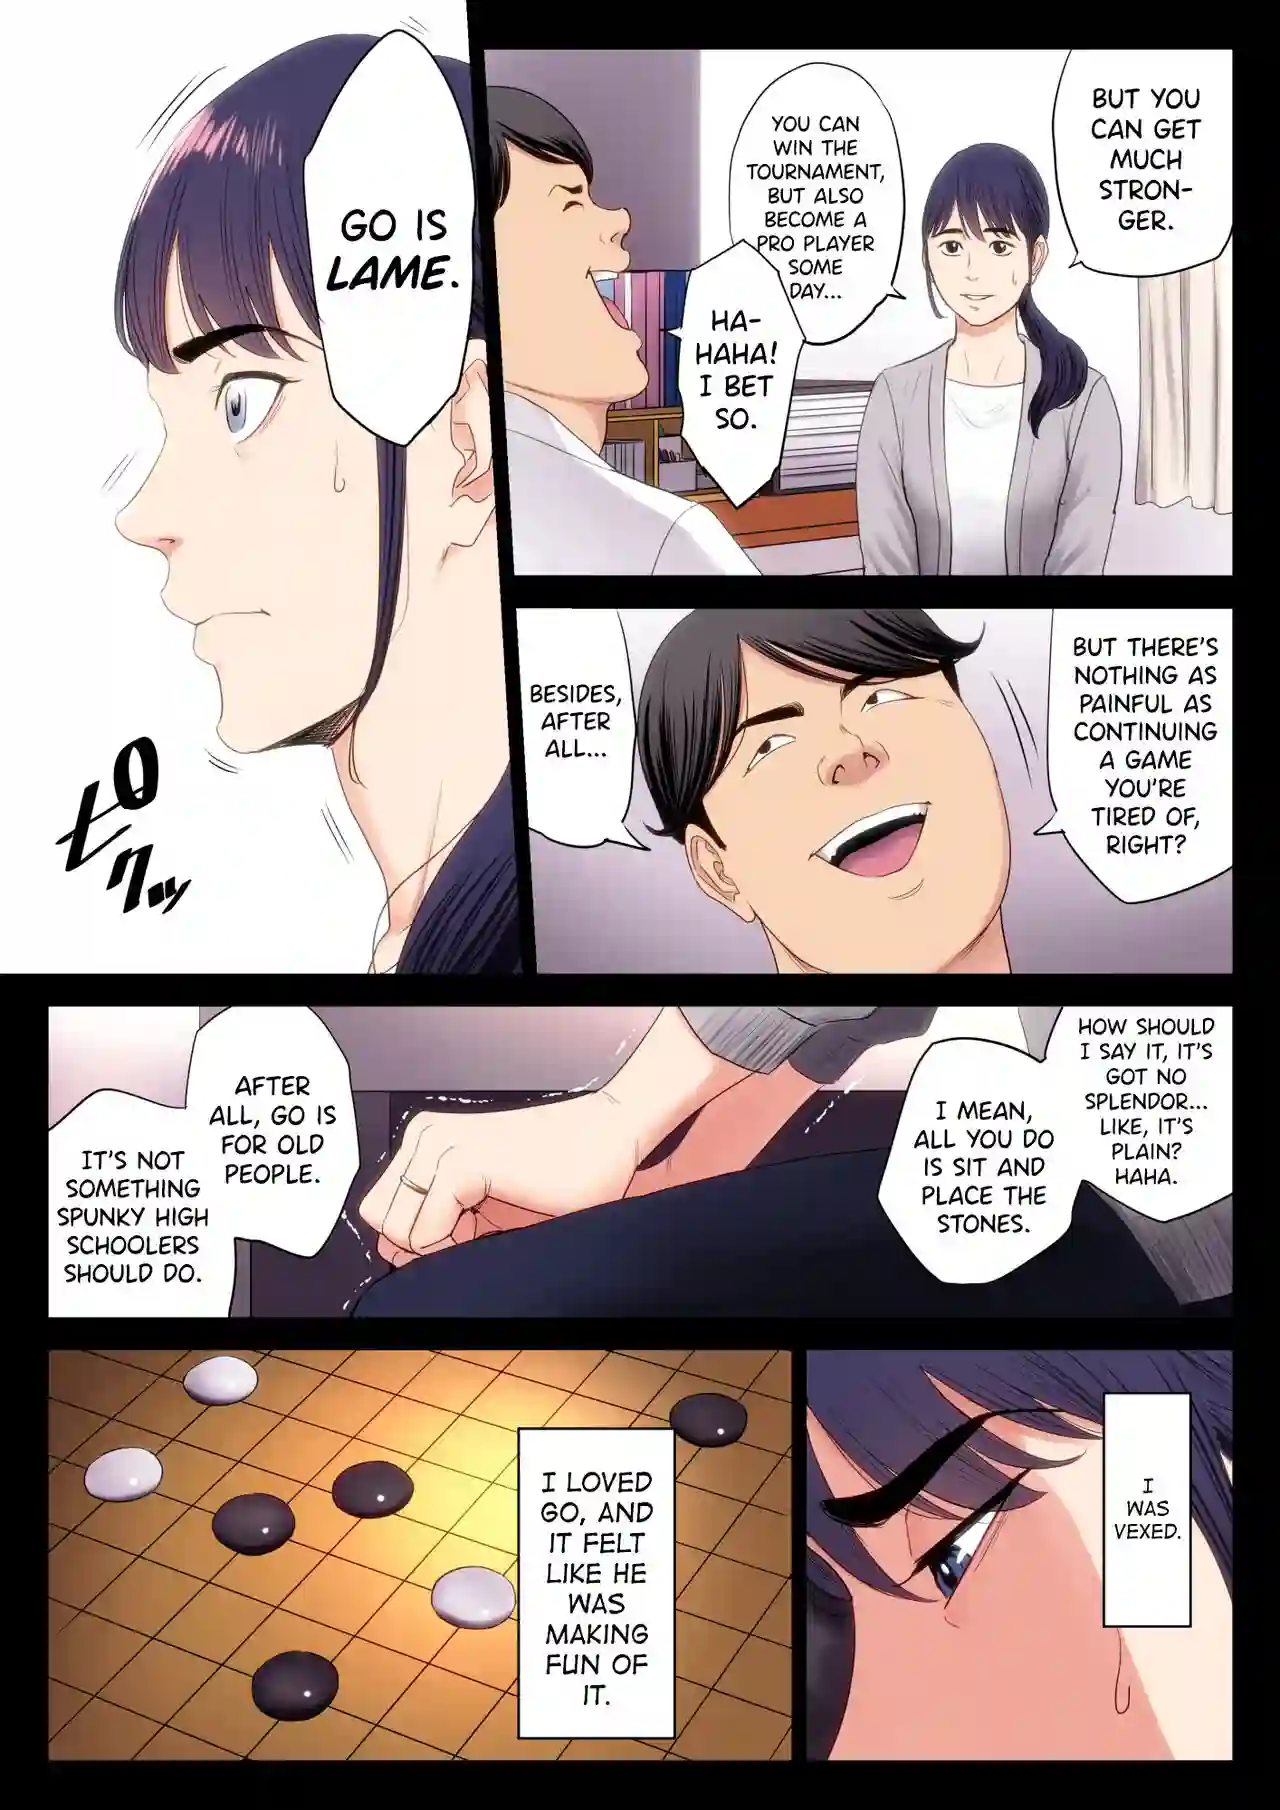 BUT YOU
CAN GET
MUCH
STRON-
GER.
YOU CAN
WIN THE
TOURNAMENT,
BUT ALSO
BECOME A
PRO PLAYER
SOME
DAY...
HA-
HAHA!
I BET
SO.
BUT THERE'S
NOTHING AS
PAINFUL AS
CONTINUING
A GAME
YOU'RE
TIRED OF,
RIGHT?
BESIDES,
AFTER
ALL...
GO IS
LAME.
ピクッ
HOW SHOULD
I SAY IT, IT'S
GOT NO
SPLENDOR...
LIKE, IT'S
PLAIN?
HAHA.
I MEAN,
ALL YOU DO
IS SIT AND
PLACE THE
STONES.
AFTER
ALL, GO IS
FOR OLD
PEOPLE.
IT'S NOT
SOMETHING
SPUNKY HIGH
SCHOOLERS
SHOULD DO.
I
WAS
VEXED.
I LOVED
GO, AND
IT FELT
LIKE HE
WAS
MAKING
FUN OF
IT.